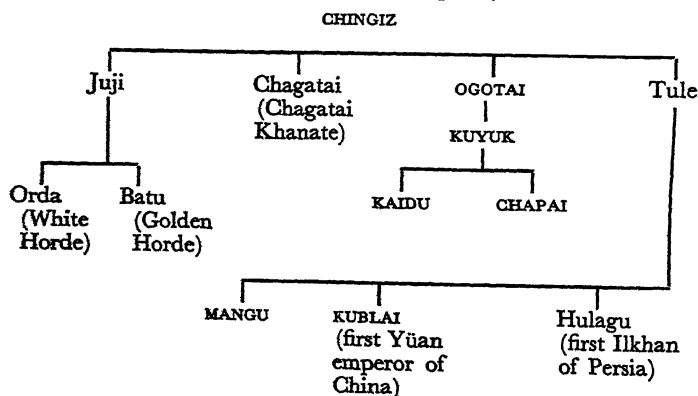 CHINGIZ
Juji
Chagatai
(Chagatai
Khanate)
OGOTAI
Tule
KUYUK
KAIDU
CHAPAI
Orda
(White
Horde)
Batu
(Golden
Horde)
MANGU
KUBLAI
(first Yüan
emperor of
China)
Hulagu
(first Ilkhan
of Persia)